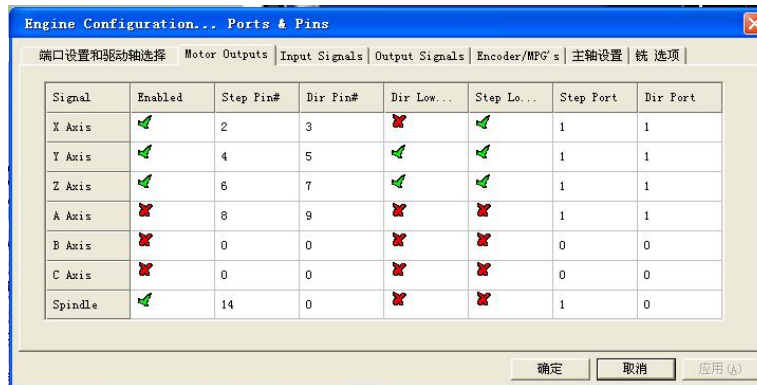 Engine Configuration... Ports & Pins
端口设置和驱动轴选择 Motor Outputs Input Signals Output Signals Encoder/MPG's 主轴设置 铣 选项
Signal Enabled Step Pin# Dir Pin# Dir Low... Step Lo... Step Port Dir Port
X Axis 2 3 1 1
Y Axis 4 5 1 1
Z Axis 6 7 1 1
A Axis 8 9 1 1
B Axis 0 0 0 0
C Axis 0 0 0 0
Spindle 14 0 1 0
确定 取消 应用(A)